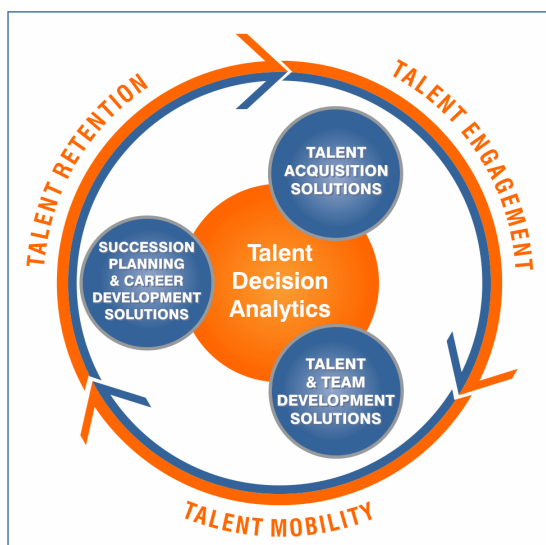 TALENT RETENTION
TALENT ENGAGEMENT
TALENT
ACQUISITION
SOLUTIONS
SUCCESSION
PLANNING
& CAREER
DEVELOPMENT
SOLUTIONS
Talent
Decision
Analytics
TALENT
& TEAM
DEVELOPMENT
SOLUTIONS
TALENT MOBILITY